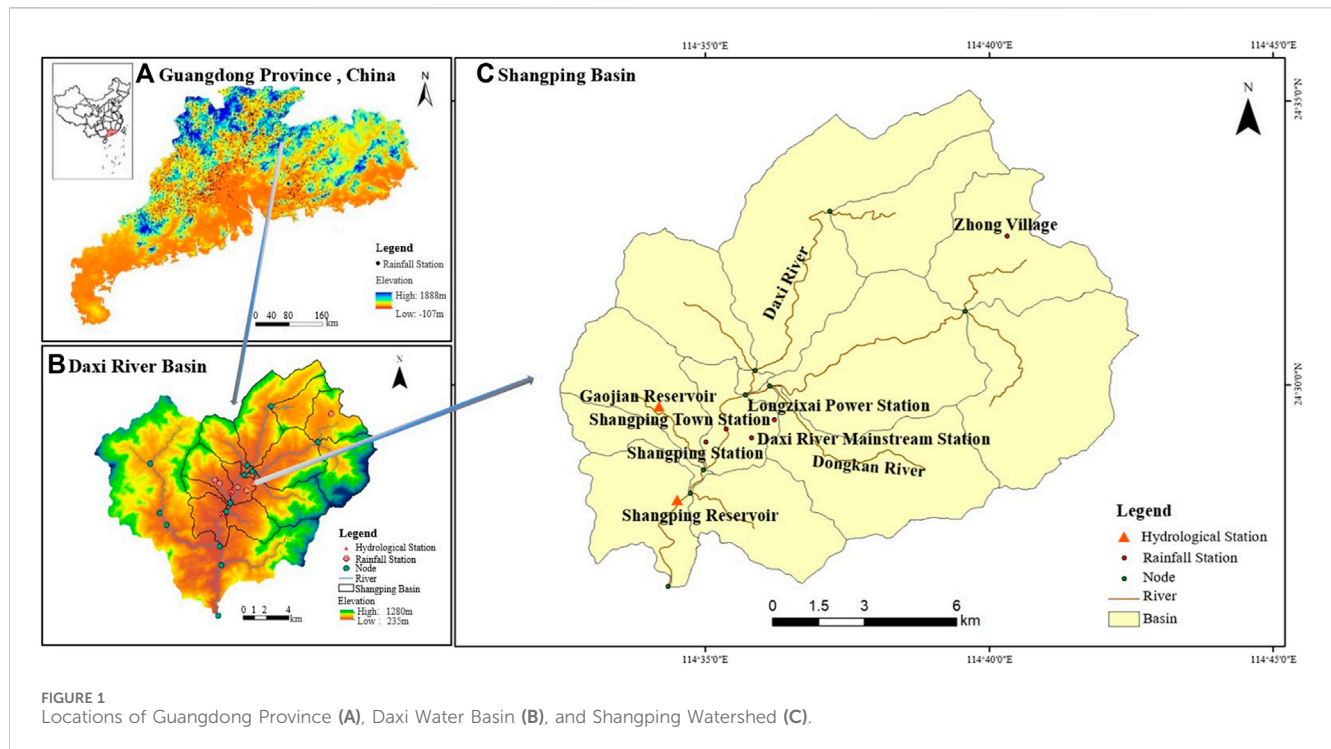 A Guangdong Province , China
N
Legend
Rainfall Station
Elevation
High: 1888m
Low: -107m
0 40 80 160
km
B Daxi River Basin
N
Legend
Hydrological Station
Rainfall Station
Node
River
Shangping Basin
Elevation
High: 1280m
Low : 235m
0 1 2 4
km
114°35'0"E 114°40'0"E 114°45'0"E
C Shangping Basin
24°35'0"N
N
Zhong Village
Daxi River
24°30'0"N
Gaojian Reservoir
Longzixai Power Station
Shangping Town Station
Daxi River Mainstream Station
Shangping Station
Dongkan River
Shangping Reservoir
Legend
Hydrological Station
Rainfall Station
Node
River
Basin
0 1.5 3 6
km
114°35'0"E 114°40'0"E 114°45'0"E
FIGURE 1
Locations of Guangdong Province (A), Daxi Water Basin (B), and Shangping Watershed (C).